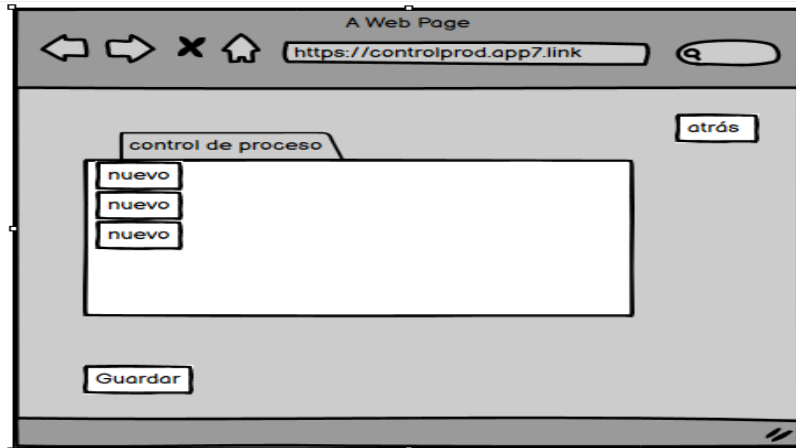 A Web Page
https://controlprod.app7.link
atrás
control de proceso
nuevo
nuevo
nuevo
Guardar